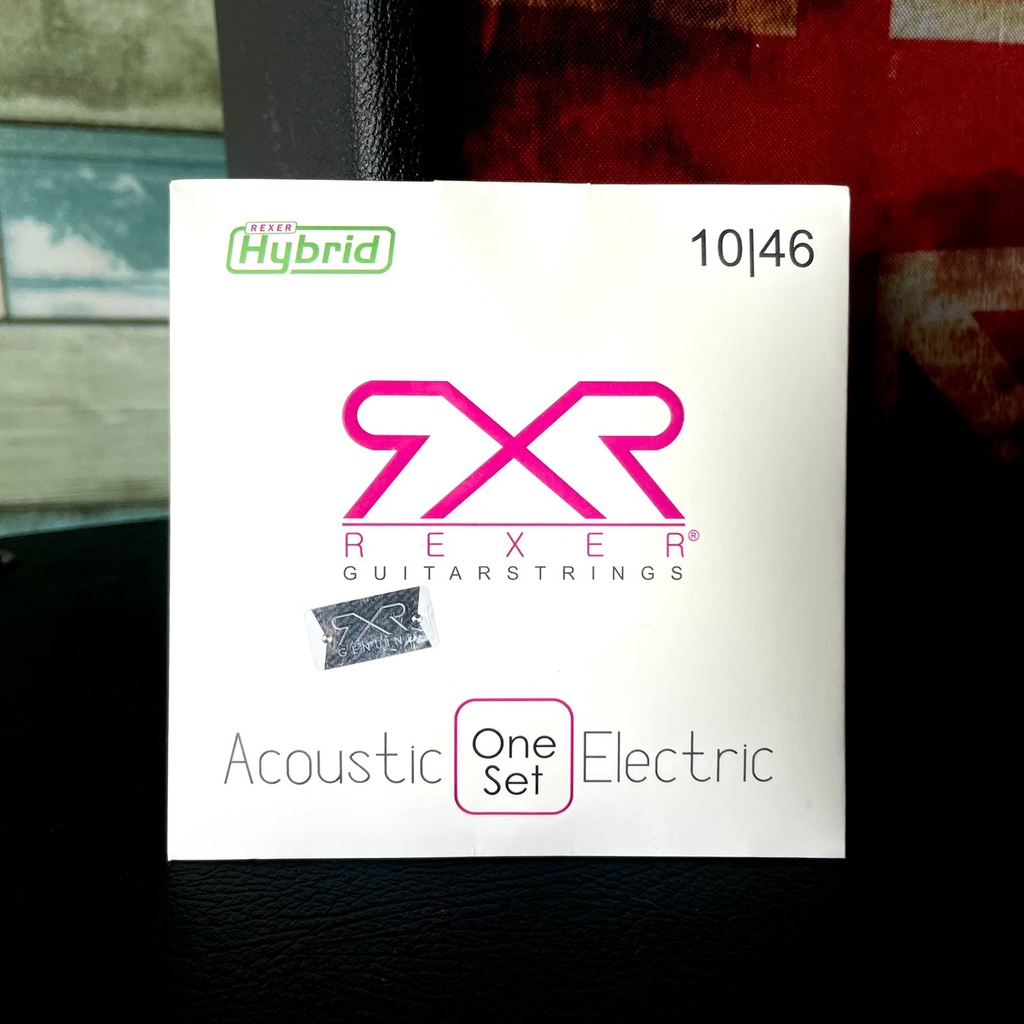 REXER
Hybrid
10|46
RXR
REXER®
GUITARSTRINGS
RXR
GENUINE
Acoustic One Set Electric